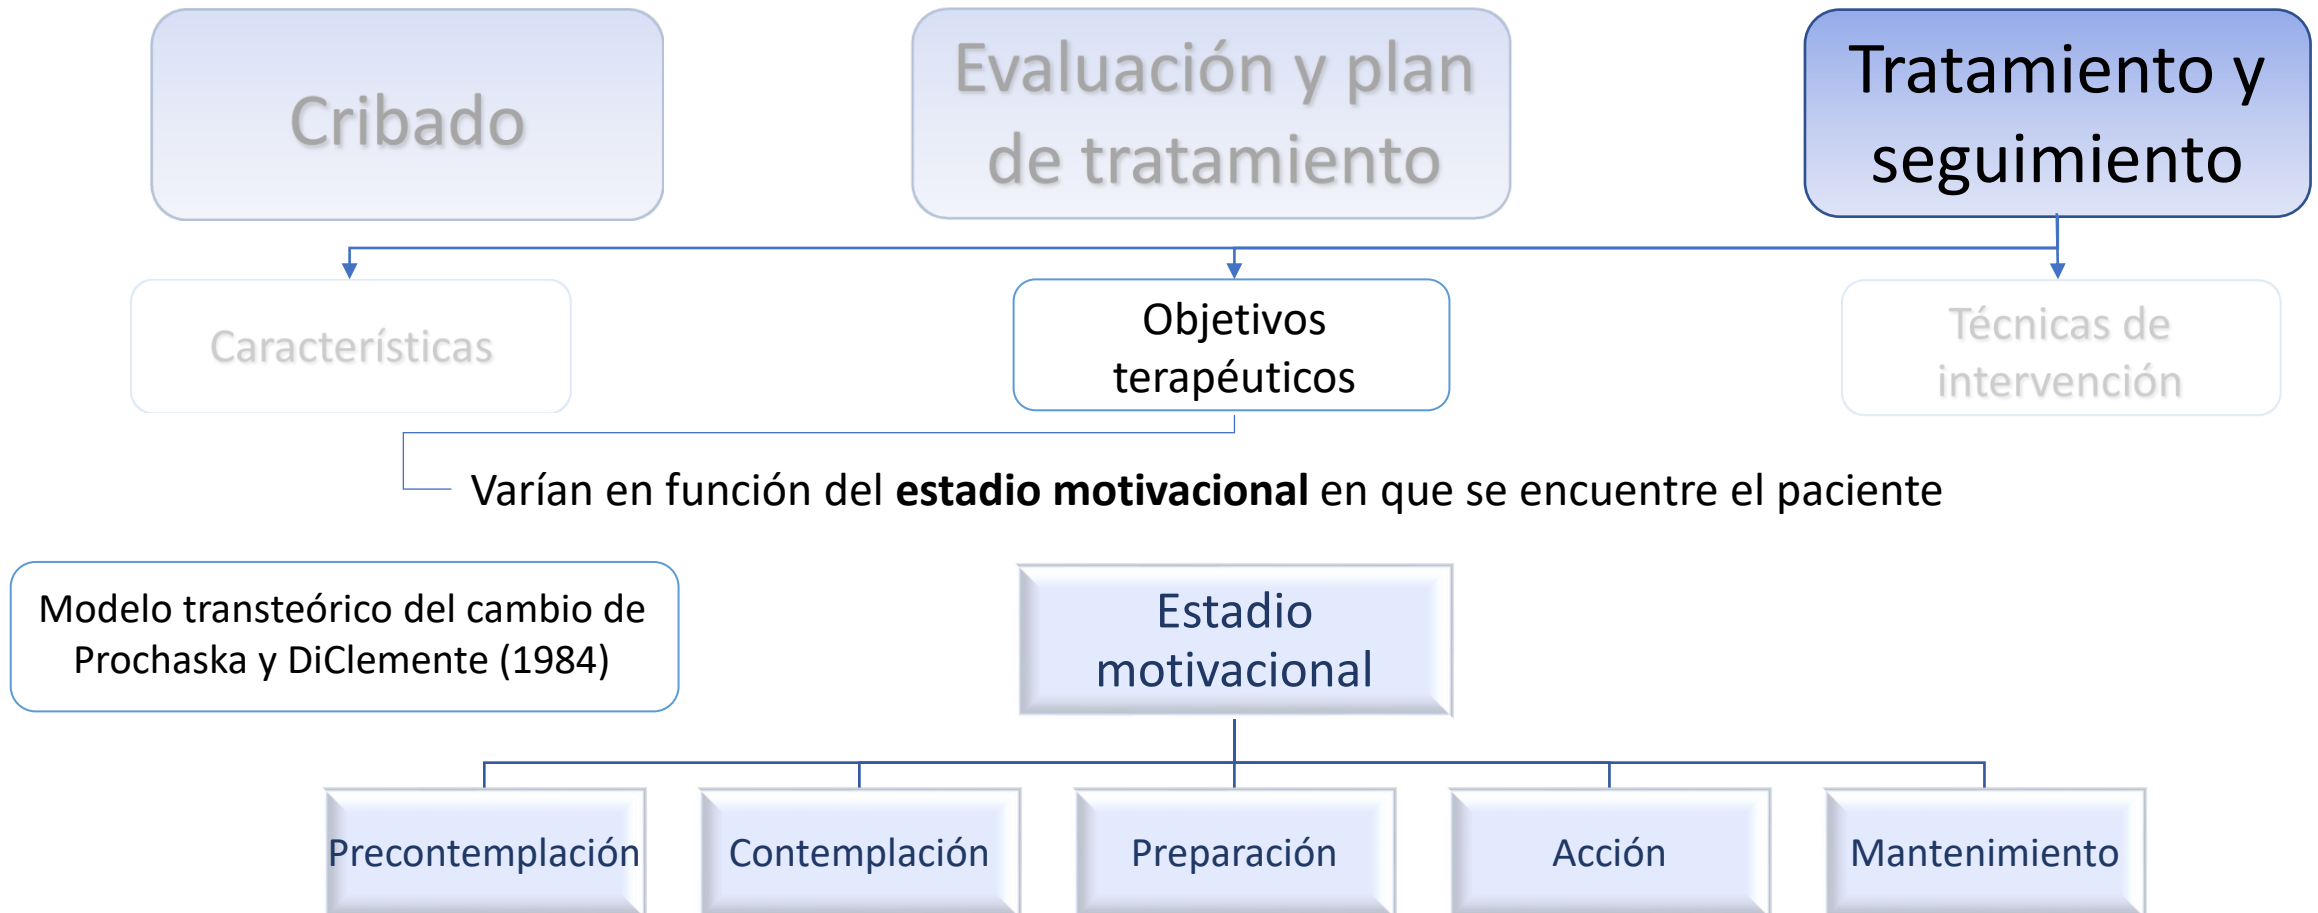 Cribado
Evaluación y plan
de tratamiento
Tratamiento y
seguimiento
Características
Objetivos
terapéuticos
Técnicas de
intervención
Varían en función del estadio motivacional en que se encuentre el paciente
Modelo transteórico del cambio de
Prochaska y DiClemente (1984)
Estadio
motivacional
Precontemplación
Contemplación
Preparación
Acción
Mantenimiento